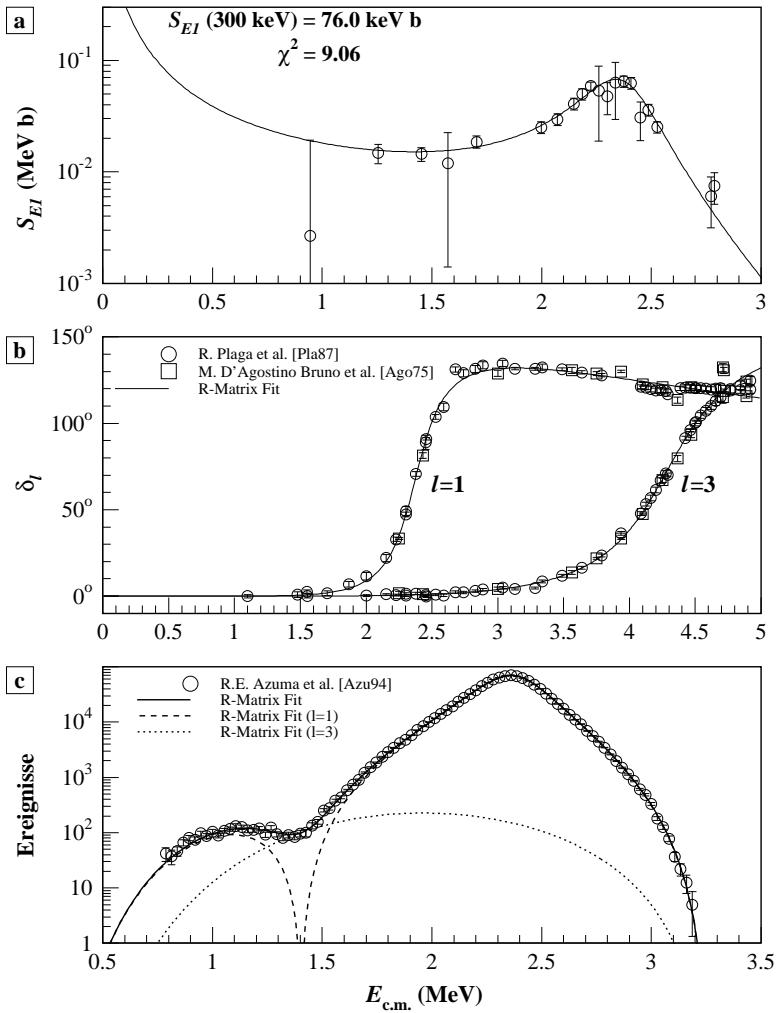 a
S_E1 (300 keV) = 76.0 keV b
χ² = 9.06
S_E1 (MeV b)
10⁻¹
10⁻²
10⁻³
0 0.5 1 1.5 2 2.5 3
b
R. Plaga et al. [Pla87]
M. D'Agostino Bruno et al. [Ago75]
R-Matrix Fit
δ_l
150°
100°
50°
0°
l=1
l=3
0 0.5 1 1.5 2 2.5 3 3.5 4 4.5 5
c
R.E. Azuma et al. [Azu94]
R-Matrix Fit
R-Matrix Fit (l=1)
R-Matrix Fit (l=3)
Ereignisse
10⁴
10³
10²
10
1
0.5 1 1.5 2 2.5 3 3.5
E_c.m. (MeV)